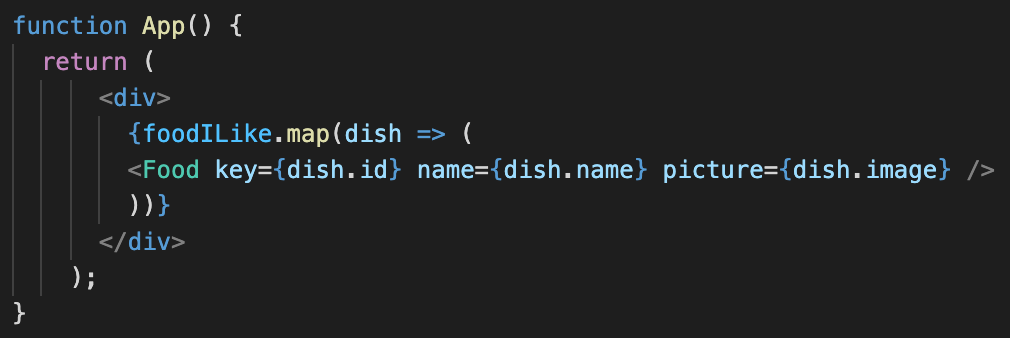 function App() {
return (
<div>
{foodILike.map(dish => (
<Food key={dish.id} name={dish.name} picture={dish.image} />
))}
</div>
);
}